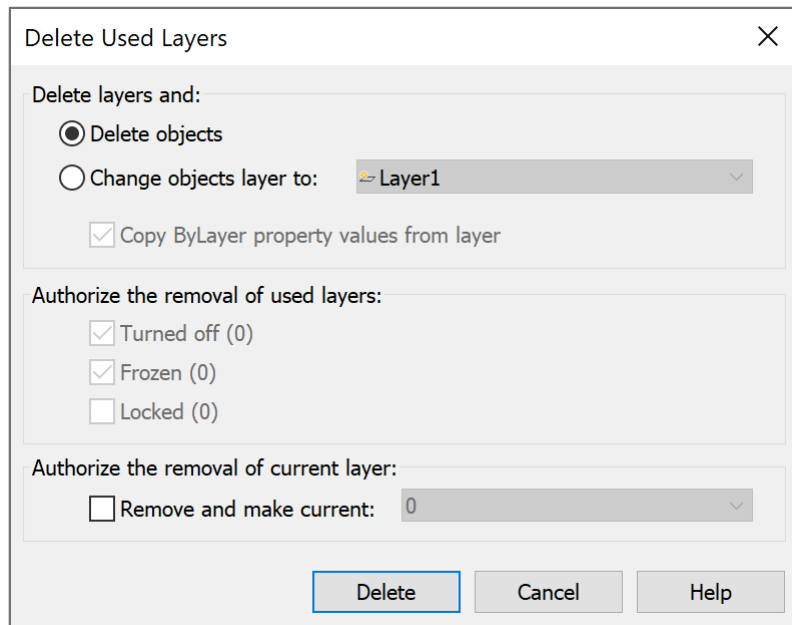 Delete Used Layers
Delete layers and:
Delete objects
Change objects layer to: Layer1
Copy ByLayer property values from layer
Authorize the removal of used layers:
Turned off (0)
Frozen (0)
Locked (0)
Authorize the removal of current layer:
Remove and make current: 0
Delete Cancel Help